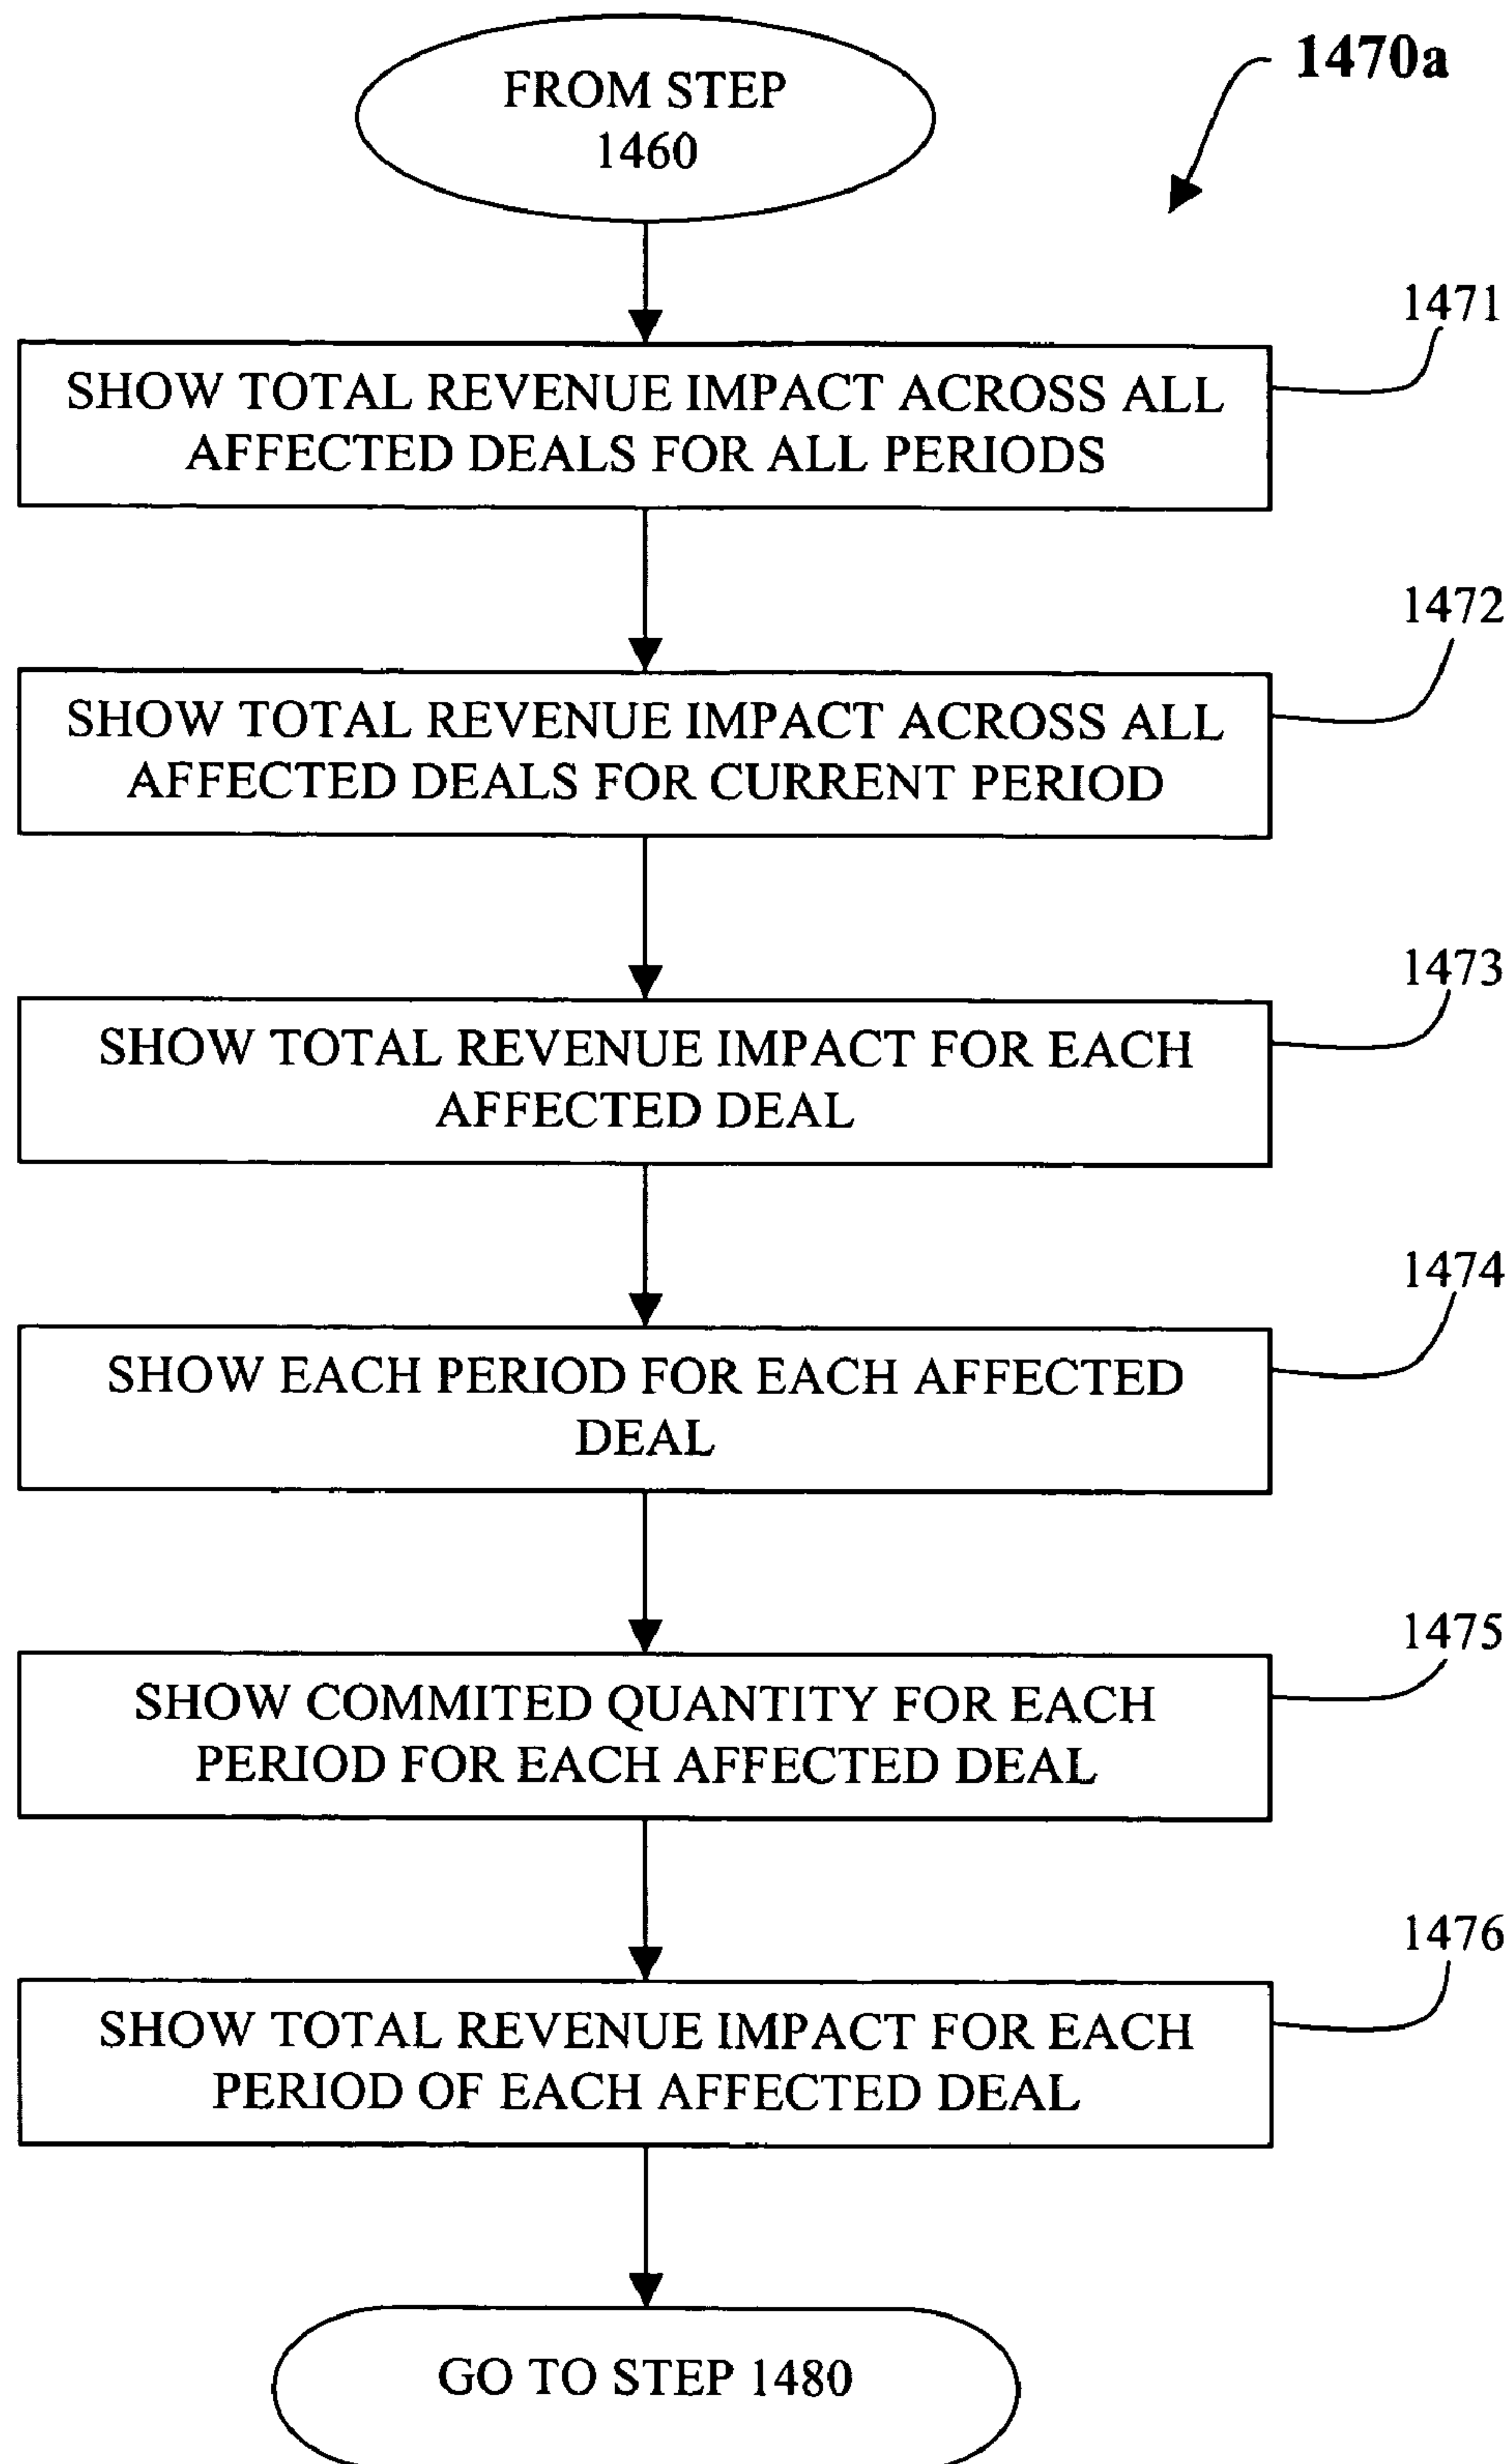 FROM STEP
1460
1470a
1471
SHOW TOTAL REVENUE IMPACT ACROSS ALL
AFFECTED DEALS FOR ALL PERIODS
1472
SHOW TOTAL REVENUE IMPACT ACROSS ALL
AFFECTED DEALS FOR CURRENT PERIOD
1473
SHOW TOTAL REVENUE IMPACT FOR EACH
AFFECTED DEAL
1474
SHOW EACH PERIOD FOR EACH AFFECTED
DEAL
1475
SHOW COMMITED QUANTITY FOR EACH
PERIOD FOR EACH AFFECTED DEAL
1476
SHOW TOTAL REVENUE IMPACT FOR EACH
PERIOD OF EACH AFFECTED DEAL
GO TO STEP 1480